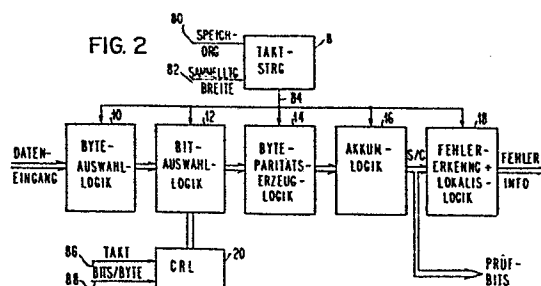 80
SPEICH-
ORG
8
FIG. 2
TAKT-
STRG
82
SAMMELLTG
BREITE
84
10
12
14
16
18
DATEN-
EINGANG
BYTE-
AUSWAHL-
LOGIK
BIT-
AUSWAHL-
LOGIK
BYTE-
PARITÄTS-
ERZEUG-
LOGIK
AKKUM-
LOGIK
S/C
FEHLER-
ERKENNG +
LOKALIS-
LOGIK
FEHLER
INFO
86
TAKT
BITS/BYTE
88
20
CRL
PRÜF-
BITS